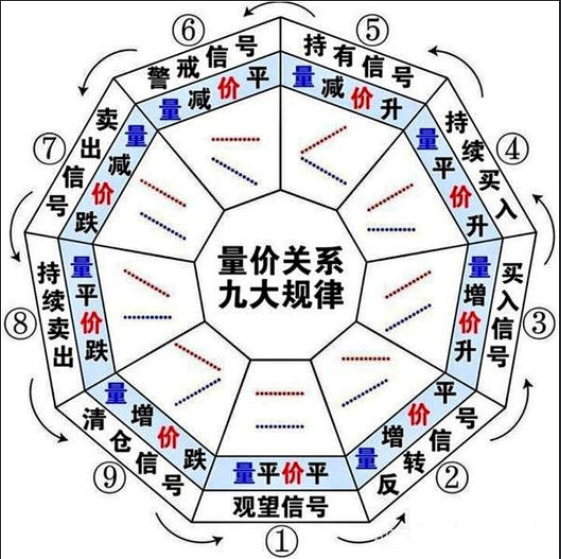 量价关系
九大规律
①
观望信号
量平价平
②
反转信号
量增价平
③
买入信号
量增价升
④
持续买入
量平价升
⑤
持有信号
量减价升
⑥
警戒信号
量减价平
⑦
卖出信号
量减价跌
⑧
持续卖出
量平价跌
⑨
清仓信号
量增价跌